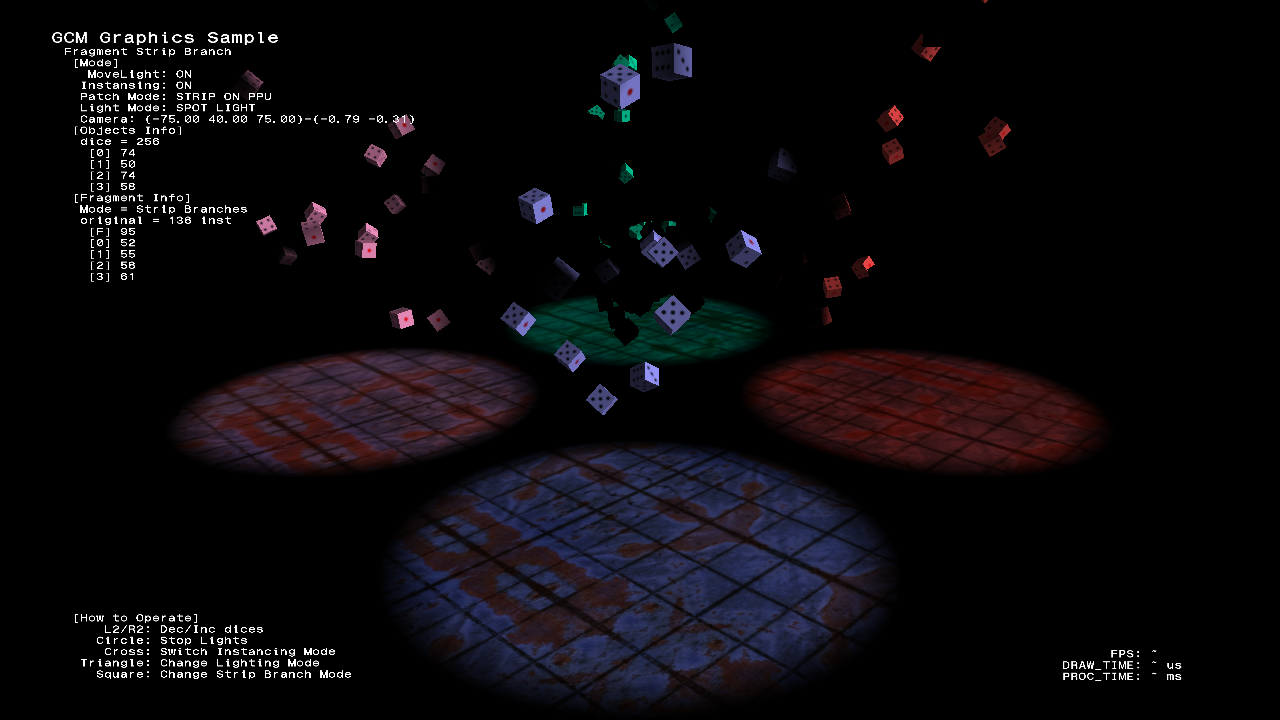 GCM Graphics Sample
Fragment Strip Branch
[Mode]
MoveLight: ON
Instansing: ON
Patch Mode: STRIP ON PPU
Light Mode: SPOT LIGHT
Camera: (-75.00 40.00 75.00)-(-0.79 -0.31)
[Objects Info]
dice = 256
[0] 74
[1] 50
[2] 74
[3] 58
[Fragment Info]
Mode = Strip Branches
original = 136 inst
[F] 95
[0] 52
[1] 55
[2] 58
[3] 61
[How to Operate]
L2/R2: Dec/Inc dices
Circle: Stop Lights
Cross: Switch Instancing Mode
Triangle: Change Lighting Mode
Square: Change Strip Branch Mode
FPS: ~
DRAW_TIME: ~ us
PROC_TIME: ~ ms